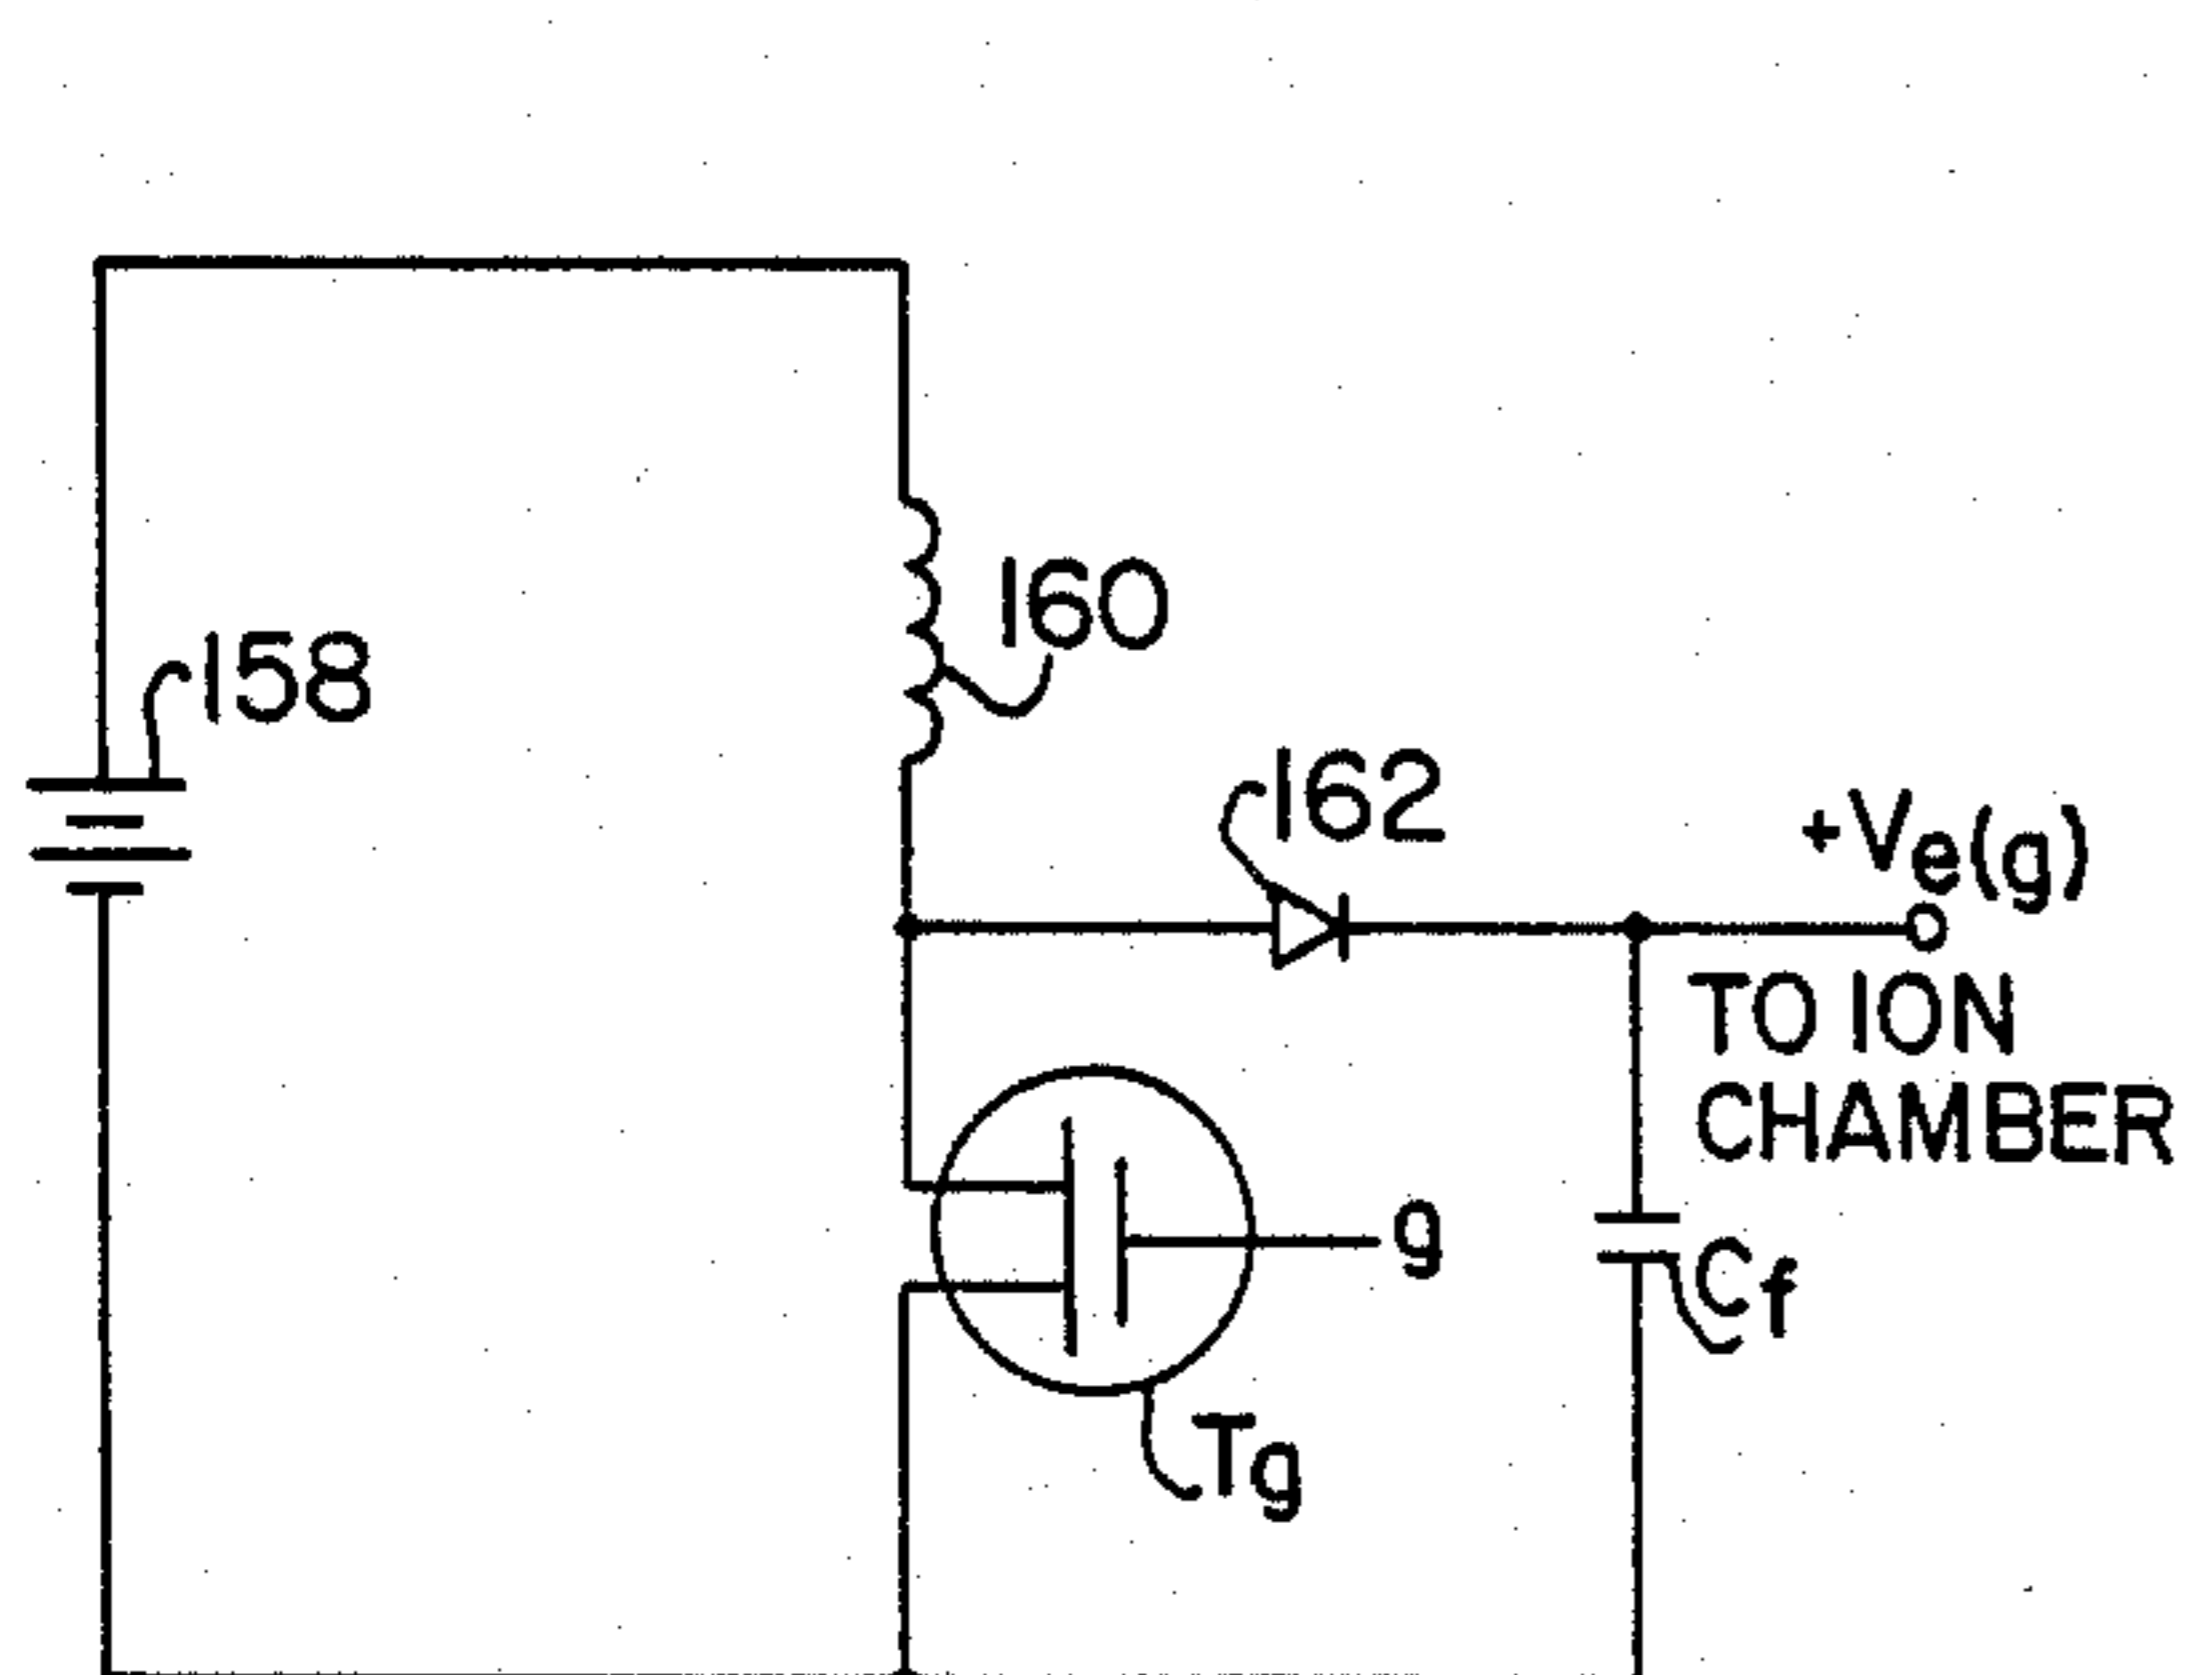 160
158
162
+Ve(g)
TO ION
CHAMBER
g
Cf
Tg